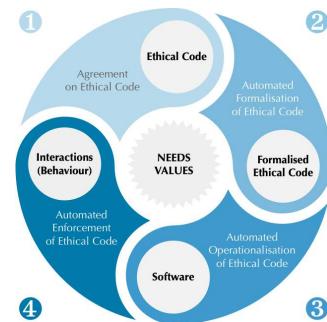 1
2
Ethical Code
Agreement
on Ethical Code
Automated
Formalisation
of Ethical Code
Interactions
(Behaviour)
NEEDS
VALUES
Formalised
Ethical Code
Automated
Enforcement
of Ethical Code
Automated
Operationalisation
of Ethical Code
Software
4
3